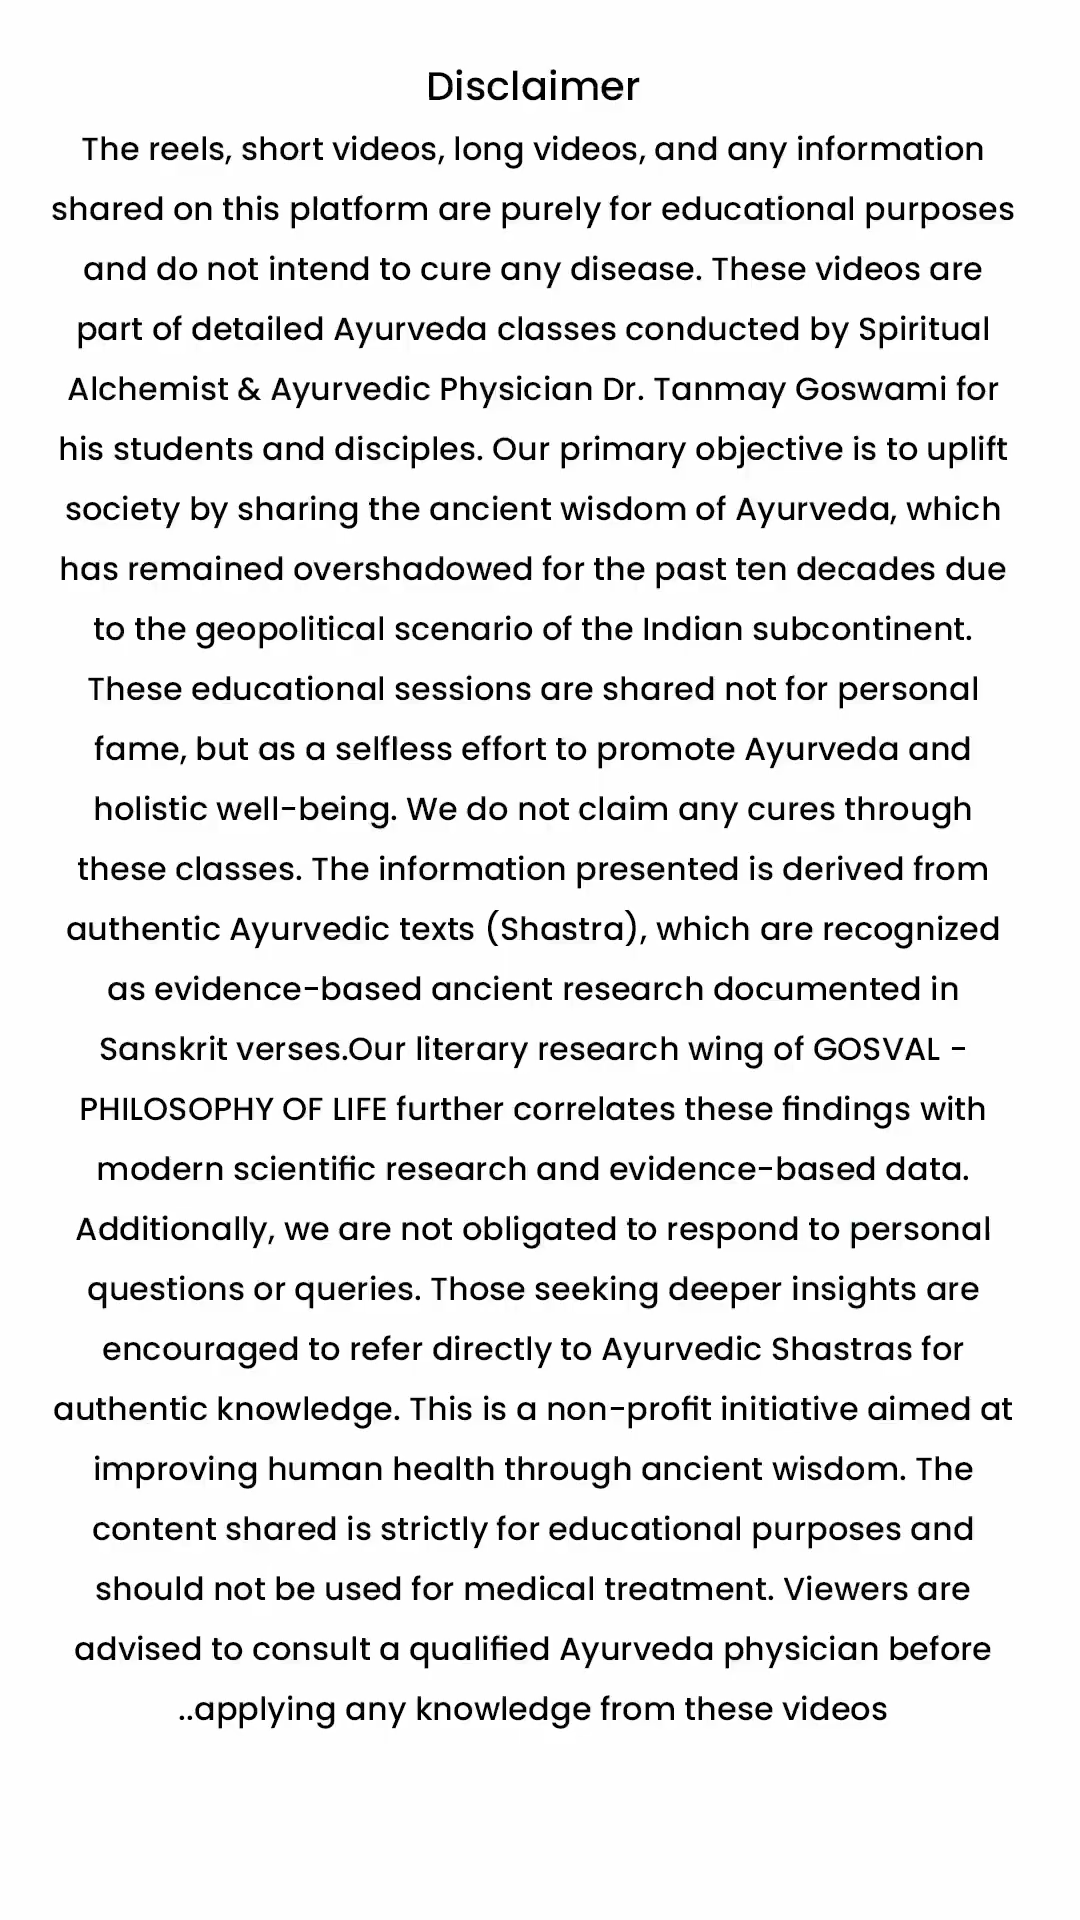 Disclaimer
The reels, short videos, long videos, and any information
shared on this platform are purely for educational purposes
and do not intend to cure any disease. These videos are
part of detailed Ayurveda classes conducted by Spiritual
Alchemist & Ayurvedic Physician Dr. Tanmay Goswami for
his students and disciples. Our primary objective is to uplift
society by sharing the ancient wisdom of Ayurveda, which
has remained overshadowed for the past ten decades due
to the geopolitical scenario of the Indian subcontinent.
These educational sessions are shared not for personal
fame, but as a selfless effort to promote Ayurveda and
holistic well-being. We do not claim any cures through
these classes. The information presented is derived from
authentic Ayurvedic texts (Shastra), which are recognized
as evidence-based ancient research documented in
Sanskrit verses.Our literary research wing of GOSVAL -
PHILOSOPHY OF LIFE further correlates these findings with
modern scientific research and evidence-based data.
Additionally, we are not obligated to respond to personal
questions or queries. Those seeking deeper insights are
encouraged to refer directly to Ayurvedic Shastras for
authentic knowledge. This is a non-profit initiative aimed at
improving human health through ancient wisdom. The
content shared is strictly for educational purposes and
should not be used for medical treatment. Viewers are
advised to consult a qualified Ayurveda physician before
..applying any knowledge from these videos